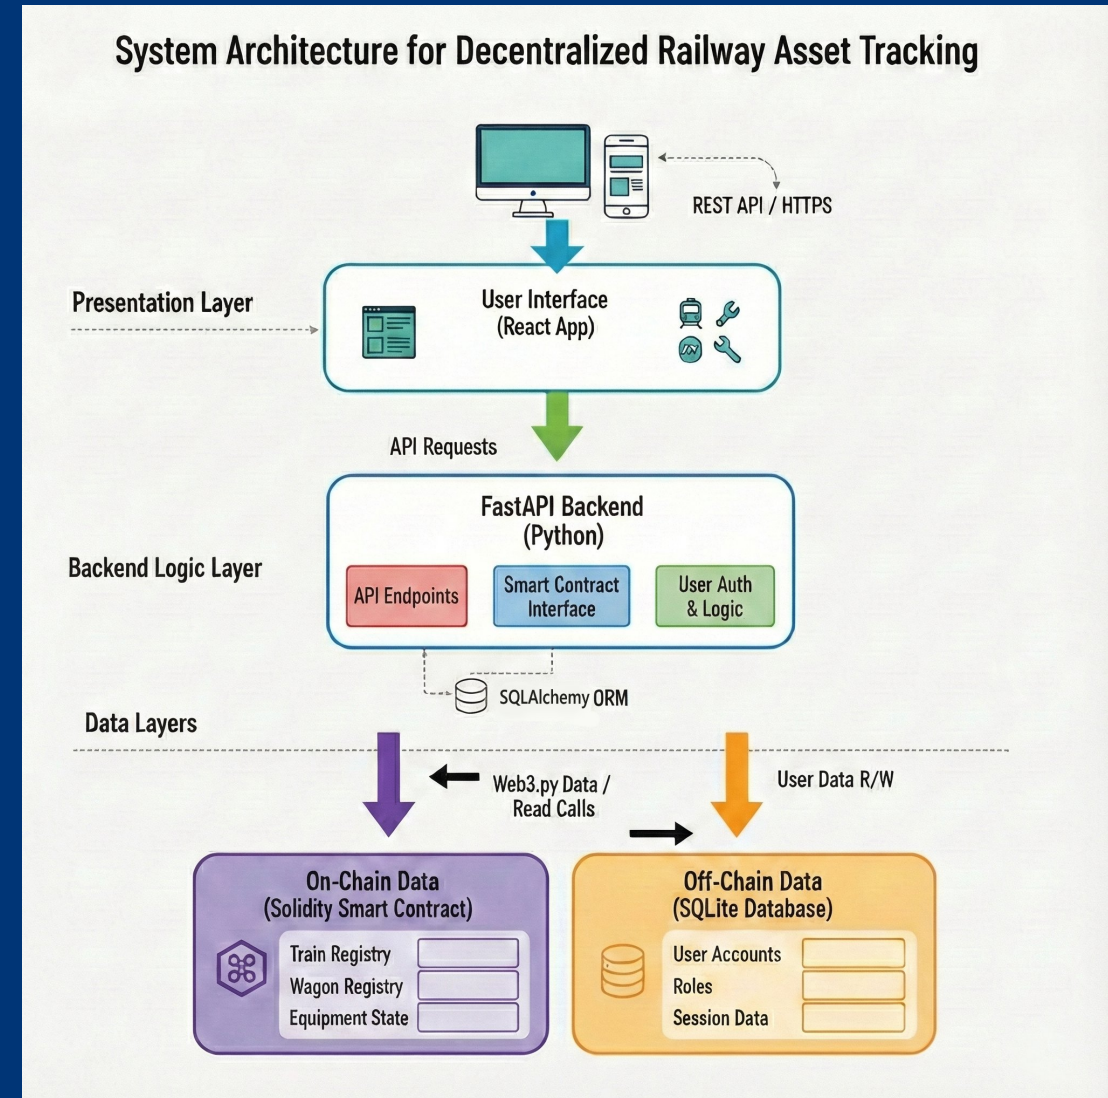 System Architecture for Decentralized Railway Asset Tracking
REST API / HTTPS
Presentation Layer
User Interface
(React App)
API Requests
FastAPI Backend
(Python)
Backend Logic Layer
API Endpoints
Smart Contract
Interface
User Auth
& Logic
SQLAlchemy ORM
Data Layers
Web3.py Data /
Read Calls
User Data R/W
On-Chain Data
(Solidity Smart Contract)
Train Registry
Wagon Registry
Equipment State
Off-Chain Data
(SQLite Database)
User Accounts
Roles
Session Data